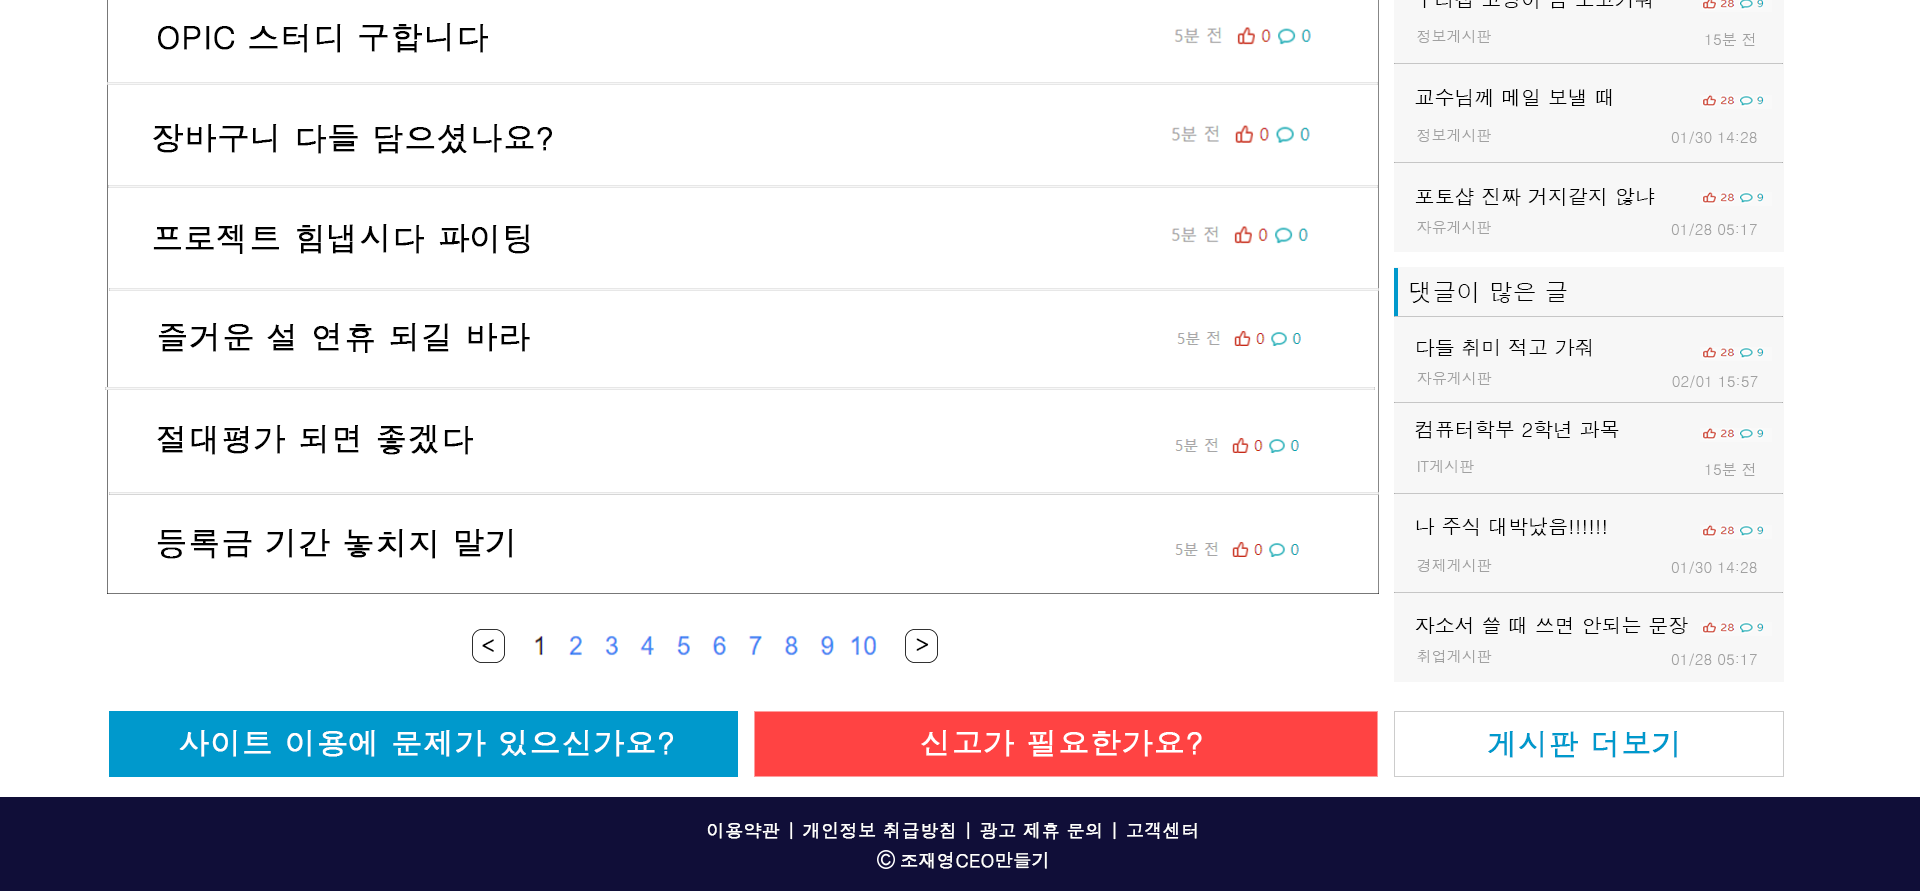 OPIC 스터디 구합니다
5분 전 0 0
장바구니 다들 담으셨나요?
5분 전 0 0
프로젝트 힘냅시다 파이팅
5분 전 0 0
즐거운 설 연휴 되길 바라
5분 전 0 0
절대평가 되면 좋겠다
5분 전 0 0
등록금 기간 놓치지 말기
5분 전 0 0
< 1 2 3 4 5 6 7 8 9 10 >
28 9
정보게시판 15분 전
교수님께 메일 보낼 때 28 9
정보게시판 01/30 14:28
포토샵 진짜 거지같지 않냐 28 9
자유게시판 01/28 05:17
댓글이 많은 글
다들 취미 적고 가줘 28 9
자유게시판 02/01 15:57
컴퓨터학부 2학년 과목 28 9
IT게시판 15분 전
나 주식 대박났음!!!!!! 28 9
경제게시판 01/30 14:28
자소서 쓸 때 쓰면 안되는 문장 28 9
취업게시판 01/28 05:17
사이트 이용에 문제가 있으신가요?
신고가 필요한가요?
게시판 더보기
이용약관 | 개인정보 취급방침 | 광고 제휴 문의 | 고객센터
© 조재영CEO만들기